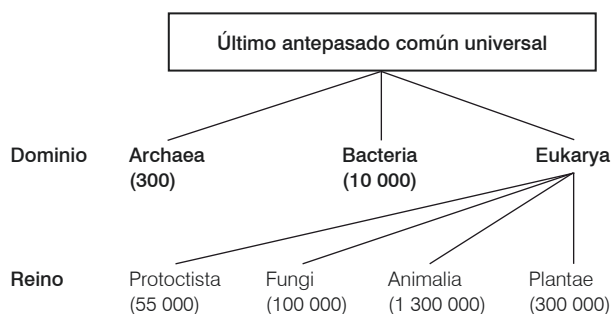 Último antepasado común universal
Dominio Archaea Bacteria Eukarya
(300) (10 000)
Reino Protoctista Fungi Animalia Plantae
(55 000) (100 000) (1 300 000) (300 000)